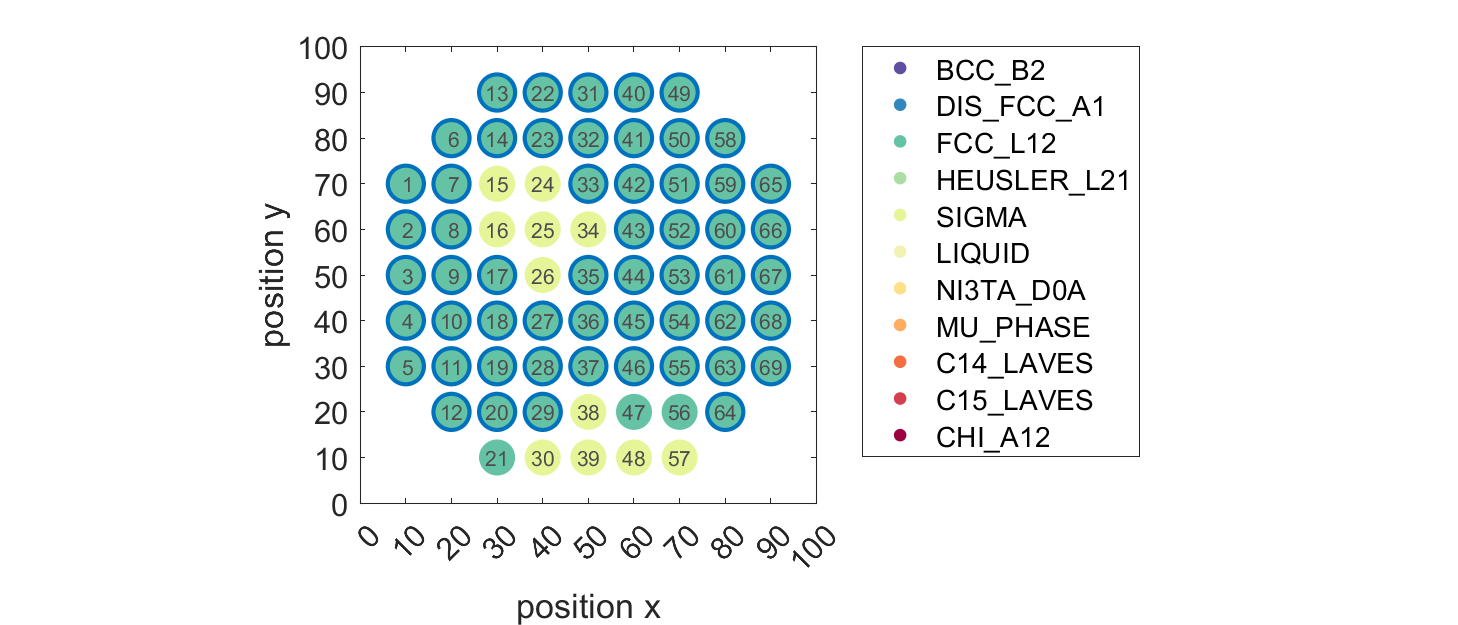 100
90
80
70
60
50
40
30
20
10
0
position y
13 22 31 40 49
6 14 23 32 41 50 58
1 7 15 24 33 42 51 59 65
2 8 16 25 34 43 52 60 66
3 9 17 26 35 44 53 61 67
4 10 18 27 36 45 54 62 68
5 11 19 28 37 46 55 63 69
12 20 29 38 47 56 64
21 30 39 48 57
0 10 20 30 40 50 60 70 80 90 100
position x
BCC_B2
DIS_FCC_A1
FCC_L12
HEUSLER_L21
SIGMA
LIQUID
NI3TA_D0A
MU_PHASE
C14_LAVES
C15_LAVES
CHI_A12